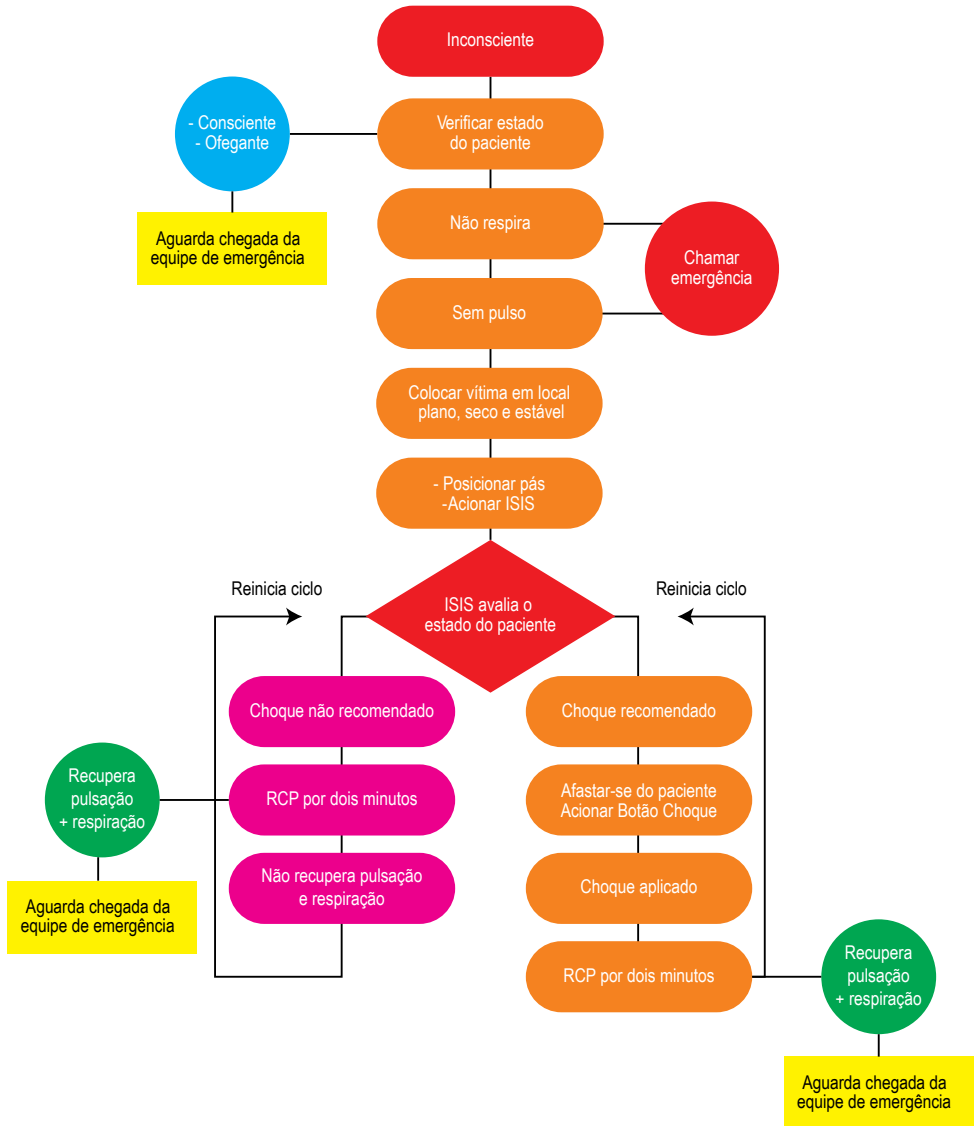 Inconsciente
- Consciente
- Ofegante
Verificar estado
do paciente
Aguarda chegada da
equipe de emergência
Não respira
Chamar
emergência
Sem pulso
Colocar vítima em local
plano, seco e estável
- Posicionar pás
-Acionar ISIS
Reinicia ciclo
ISIS avalia o
estado do paciente
Reinicia ciclo
Choque não recomendado
Choque recomendado
Recupera
pulsação
+ respiração
RCP por dois minutos
Afastar-se do paciente
Acionar Botão Choque
Não recupera pulsação
e respiração
Choque aplicado
Aguarda chegada da
equipe de emergência
RCP por dois minutos
Recupera
pulsação
+ respiração
Aguarda chegada da
equipe de emergência